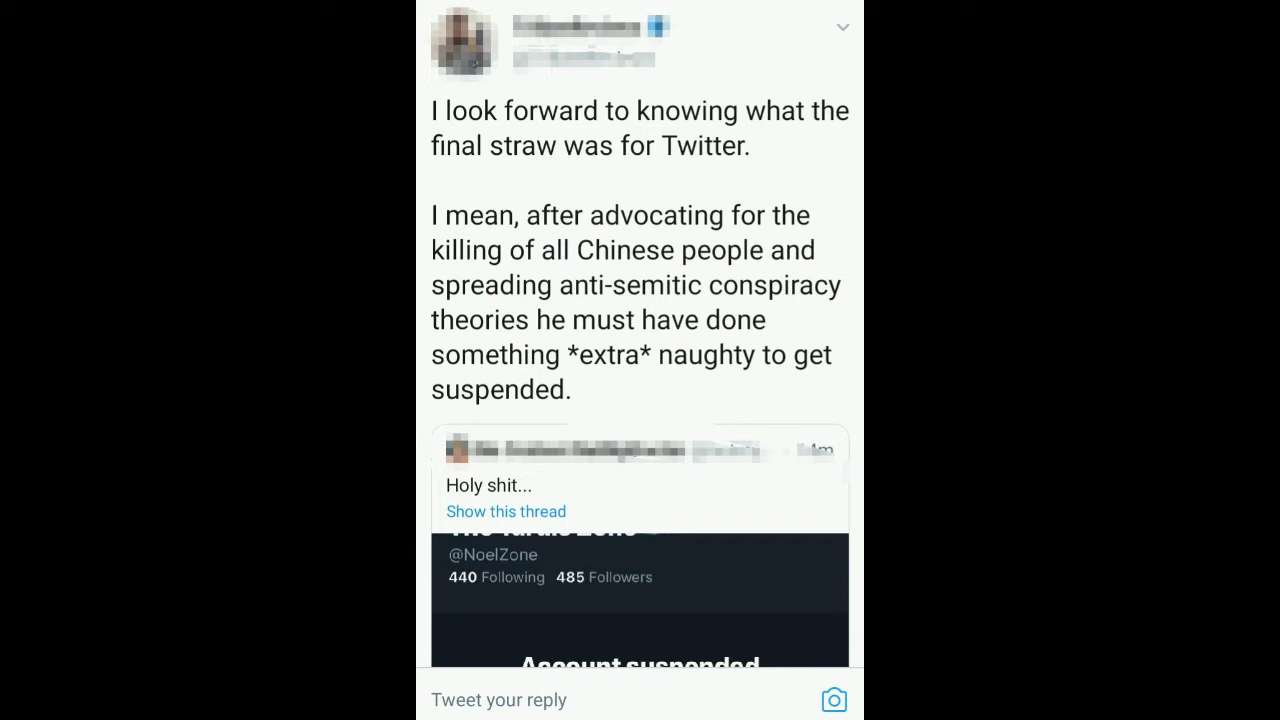 I look forward to knowing what the
final straw was for Twitter.
I mean, after advocating for the
killing of all Chinese people and
spreading anti-semitic conspiracy
theories he must have done
something *extra* naughty to get
suspended.
Holy shit...
Show this thread
@NoelZone
440 Following 485 Followers
Account suspended
Tweet your reply